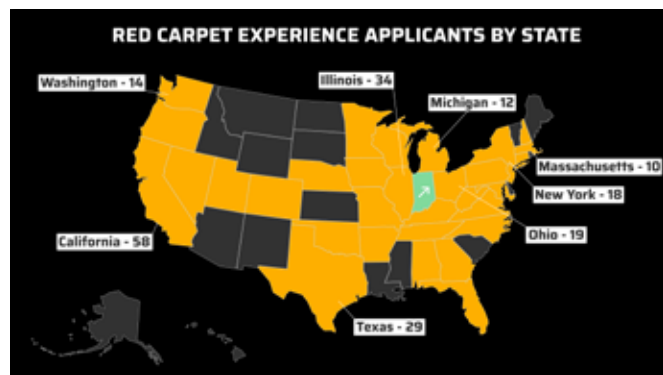 RED CARPET EXPERIENCE APPLICANTS BY STATE
Washington - 14
Illinois - 34
Michigan - 12
Massachusetts - 10
New York - 18
Ohio - 19
California - 58
Texas - 29